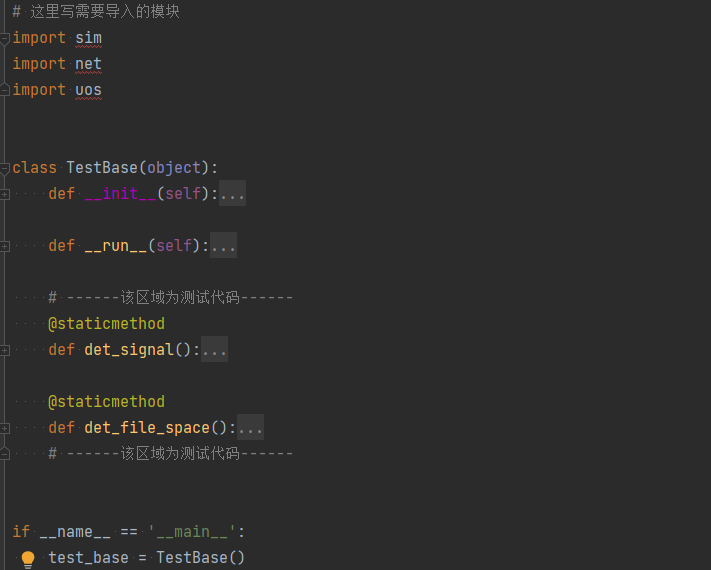 # 这里写需要导入的模块
import sim
import net
import uos
class TestBase(object):
def __init__(self):...
def __run__(self):...
# ------该区域为测试代码------
@staticmethod
def det_signal():...
@staticmethod
def det_file_space():...
# ------该区域为测试代码------
if __name__ == '__main__':
test_base = TestBase()